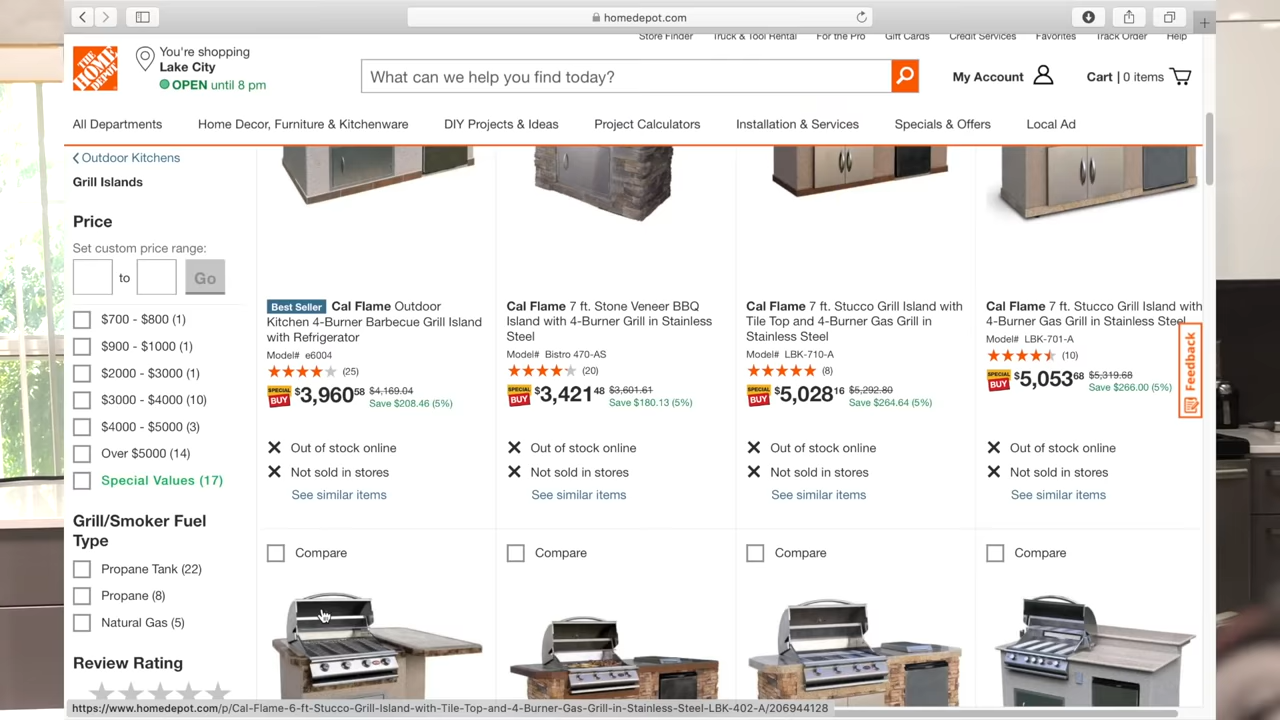 homedepot.com
Store Finder
Truck & Tool Rental
For the Pro
Gift Cards
Credit Services
Favorites
Track Order
Help
THE HOME DEPOT
You're shopping
Lake City
OPEN until 8 pm
What can we help you find today?
My Account
Cart | 0 items
All Departments
Home Decor, Furniture & Kitchenware
DIY Projects & Ideas
Project Calculators
Installation & Services
Specials & Offers
Local Ad
Outdoor Kitchens
Grill Islands
Price
Set custom price range:
to
Go
$700 - $800 (1)
$900 - $1000 (1)
$2000 - $3000 (1)
$3000 - $4000 (10)
$4000 - $5000 (3)
Over $5000 (14)
Special Values (17)
Grill/Smoker Fuel
Type
Propane Tank (22)
Propane (8)
Natural Gas (5)
Review Rating
Best Seller Cal Flame Outdoor
Kitchen 4-Burner Barbecue Grill Island
with Refrigerator
Model# e6004
(25)
SPECIAL BUY $3,960 58 $4,169.04
Save $208.46 (5%)
Out of stock online
Not sold in stores
See similar items
Compare
Cal Flame 7 ft. Stone Veneer BBQ
Island with 4-Burner Grill in Stainless
Steel
Model# Bistro 470-AS
(20)
SPECIAL BUY $3,421 48 $3,601.61
Save $180.13 (5%)
Out of stock online
Not sold in stores
See similar items
Compare
Cal Flame 7 ft. Stucco Grill Island with
Tile Top and 4-Burner Gas Grill in
Stainless Steel
Model# LBK-710-A
(8)
SPECIAL BUY $5,028 16 $5,292.80
Save $264.64 (5%)
Out of stock online
Not sold in stores
See similar items
Compare
Cal Flame 7 ft. Stucco Grill Island with
4-Burner Gas Grill in Stainless Steel
Model# LBK-701-A
(10)
SPECIAL BUY $5,053 68 $5,319.68
Save $266.00 (5%)
Out of stock online
Not sold in stores
See similar items
Compare
Feedback
https://www.homedepot.com/p/Cal-Flame-6-ft-Stucco-Grill-Island-with-Tile-Top-and-4-Burner-Gas-Grill-in-Stainless-Steel-LBK-402-A/206944128